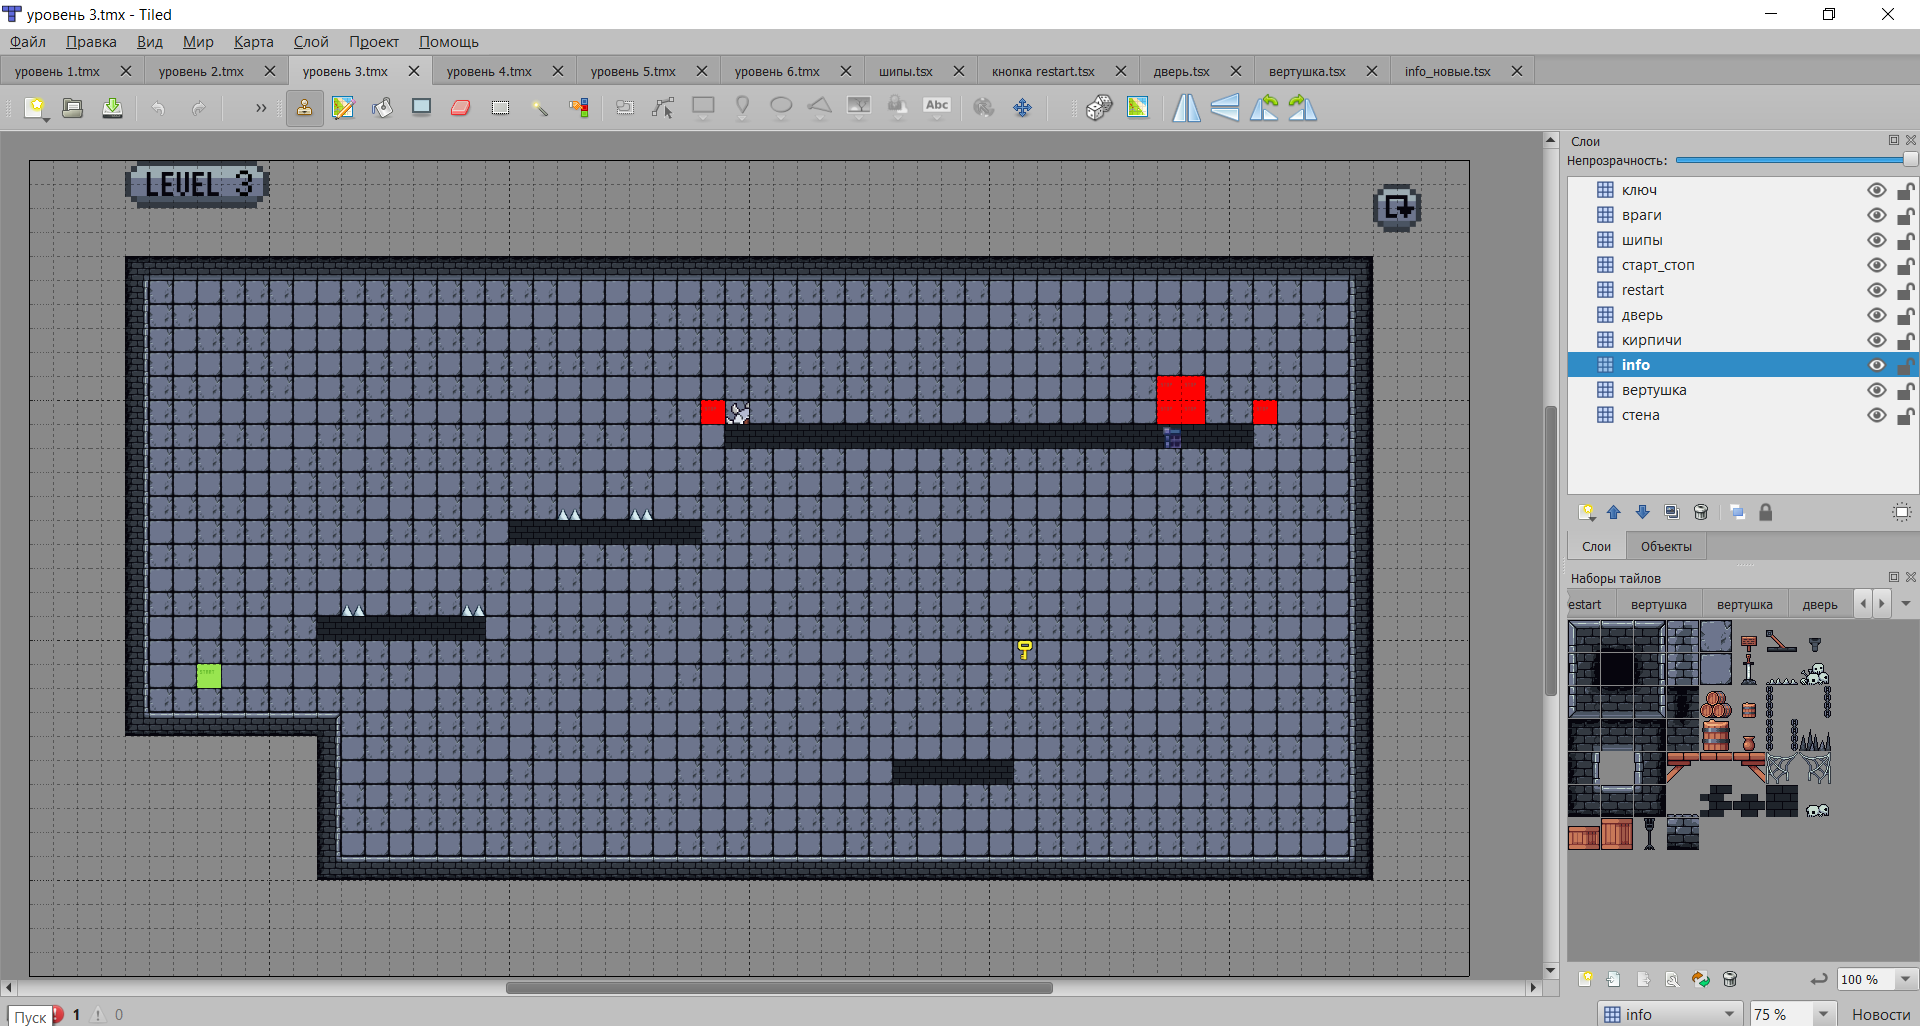 уровень 3.tmx - Tiled
Файл Правка Вид Мир Карта Слой Проект Помощь
уровень 1.tmx уровень 2.tmx уровень 3.tmx уровень 4.tmx уровень 5.tmx уровень 6.tmx шипы.tsx кнопка restart.tsx дверь.tsx вертушка.tsx info_новые.tsx
Abc
LEVEL 3
Слои
Непрозрачность:
ключ
враги
шипы
старт_стоп
restart
дверь
кирпичи
info
вертушка
стена
Слои Объекты
Наборы тайлов
estart вертушка вертушка дверь
100 %
Пуск 1 0
info 75 % Новости